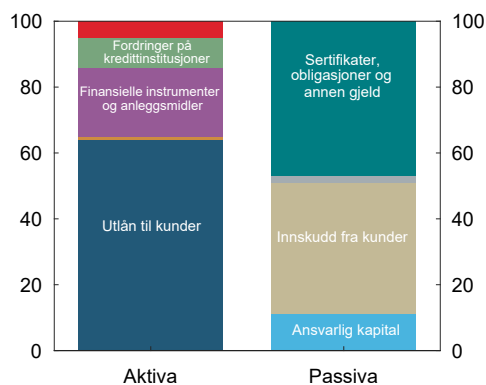 100
80
60
40
20
0
Fordringer på
kredittinstitusjoner
Finansielle instrumenter
og anleggsmidler
Utlån til kunder
Sertifikater,
obligasjoner og
annen gjeld
Innskudd fra kunder
Ansvarlig kapital
100
80
60
40
20
0
Aktiva
Passiva